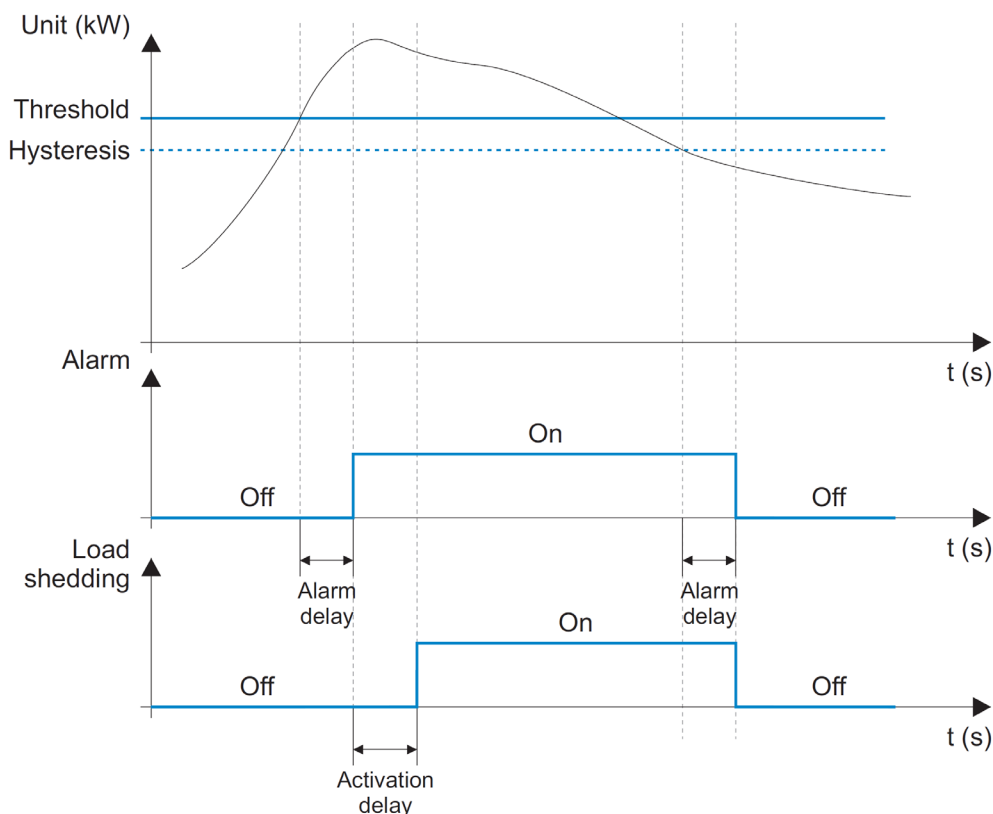 Unit (kW)
Threshold
Hysteresis
t (s)
Alarm
On
Off
Off
t (s)
Alarm
delay
Alarm
delay
Load
shedding
On
Off
Off
t (s)
Activation
delay